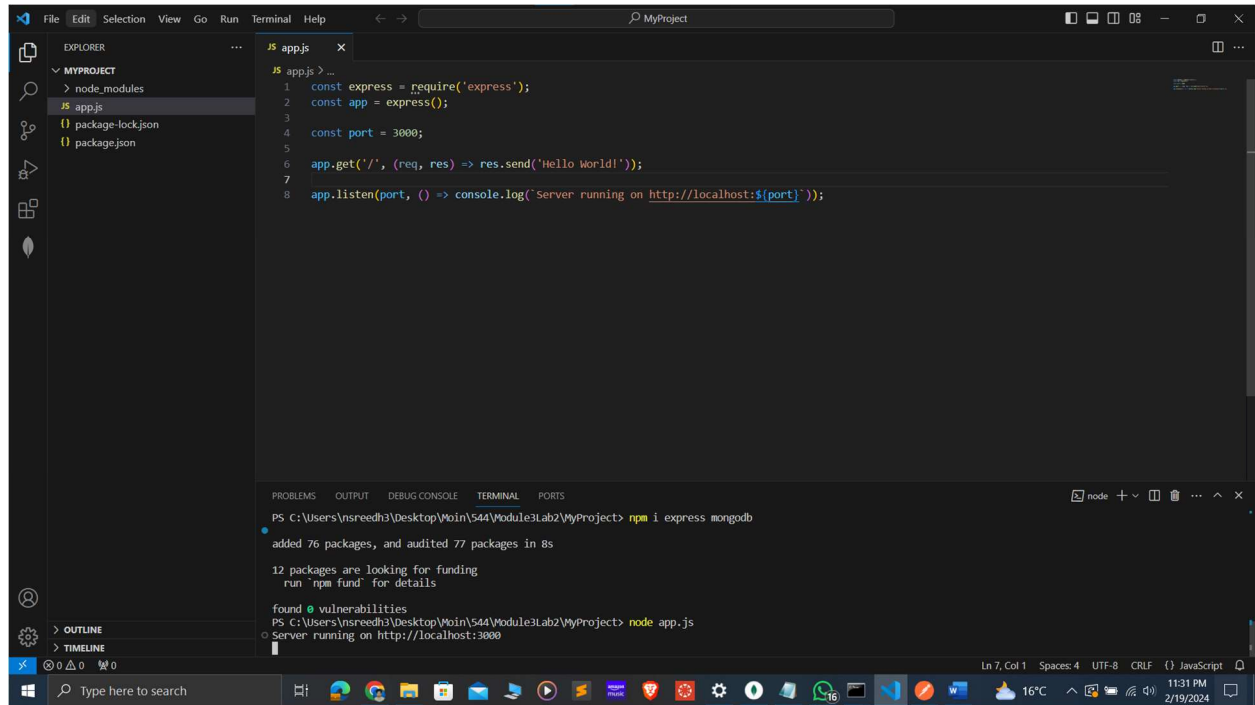 File Edit Selection View Go Run Terminal Help
MyProject
EXPLORER
MYPROJECT
node_modules
JS app.js
{} package-lock.json
{} package.json
OUTLINE
TIMELINE
JS app.js
JS app.js > ...
1 const express = require('express');
2 const app = express();
3
4 const port = 3000;
5
6 app.get('/', (req, res) => res.send('Hello World!'));
7
8 app.listen(port, () => console.log(`Server running on http://localhost:${port}`));
PROBLEMS OUTPUT DEBUG CONSOLE TERMINAL PORTS
node
PS C:\Users\nsreedh3\Desktop\Moin\544\Module3Lab2\MyProject> npm i express mongodb
added 76 packages, and audited 77 packages in 8s
12 packages are looking for funding
run `npm fund` for details
found 0 vulnerabilities
PS C:\Users\nsreedh3\Desktop\Moin\544\Module3Lab2\MyProject> node app.js
Server running on http://localhost:3000
0 0 0
Ln 7, Col 1 Spaces: 4 UTF-8 CRLF {} JavaScript
Type here to search
amazon music
16
16°C
11:31 PM
2/19/2024